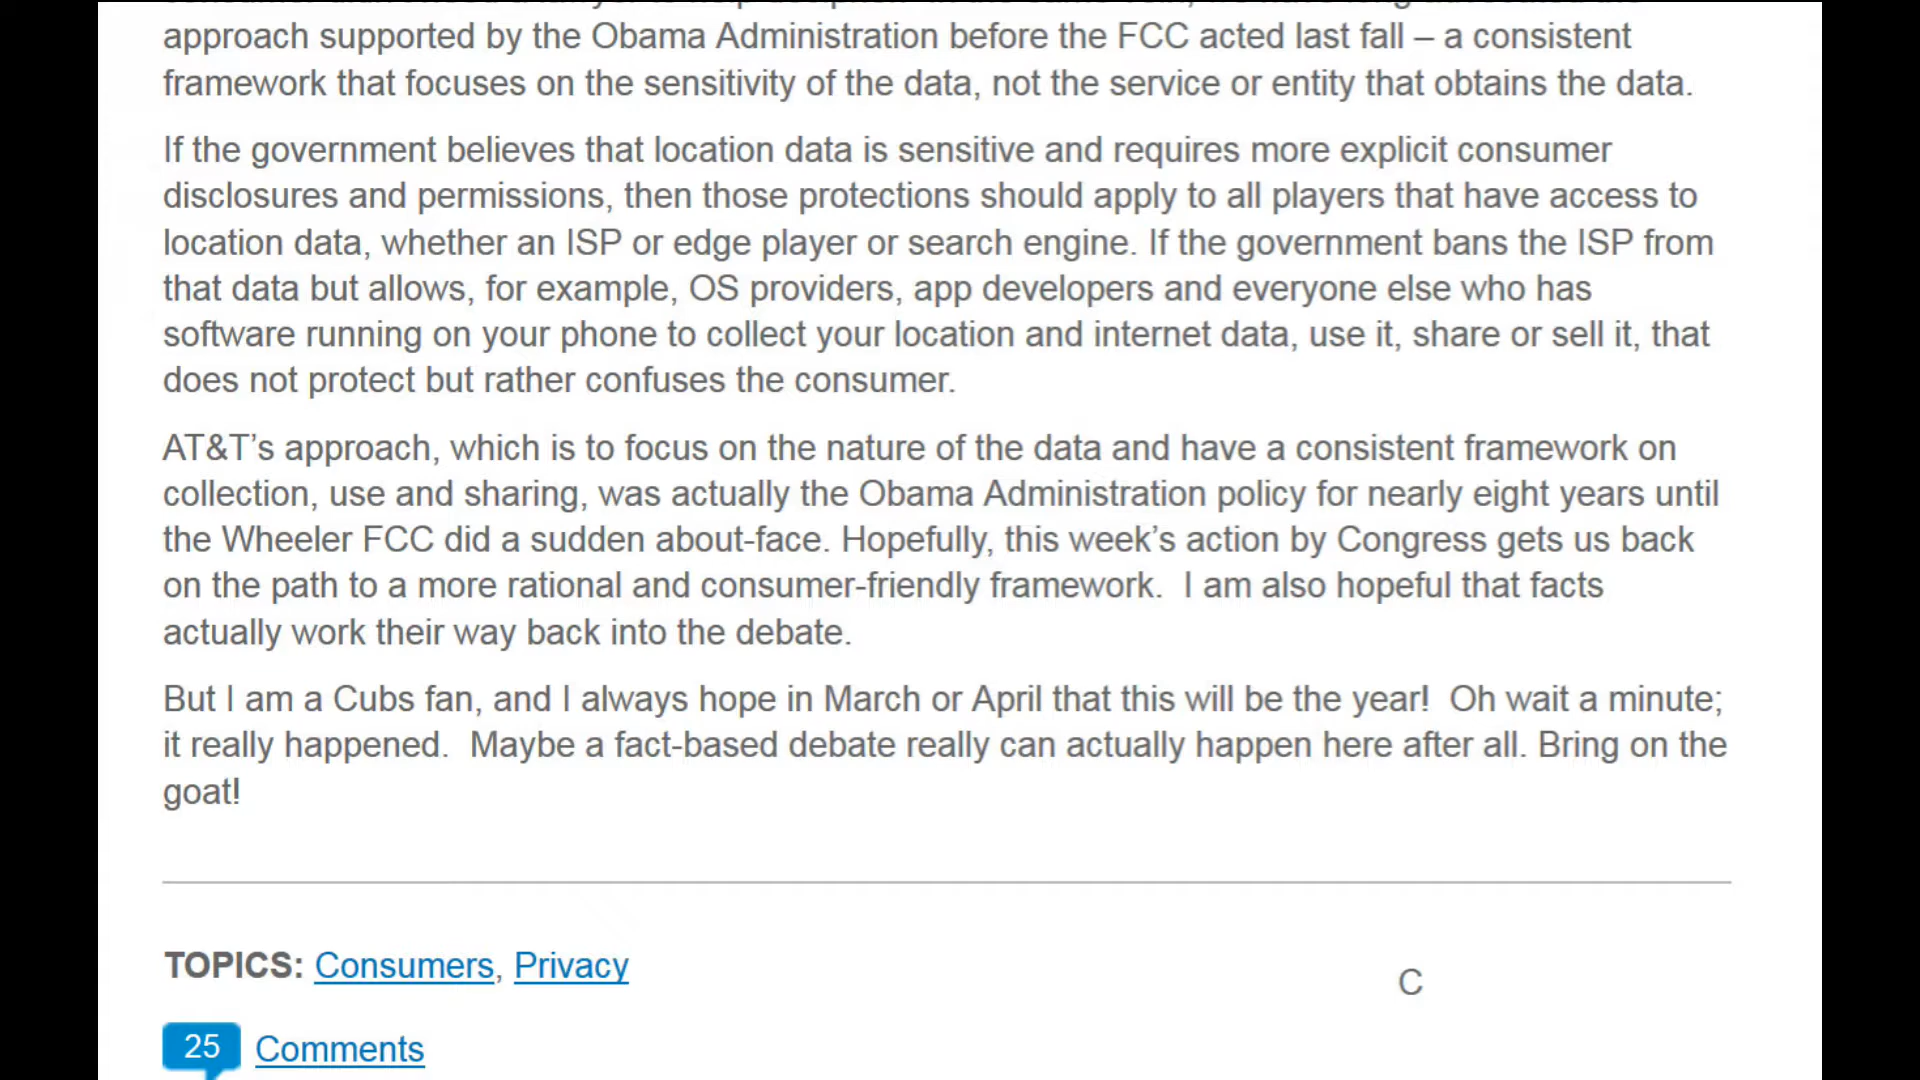 approach supported by the Obama Administration before the FCC acted last fall – a consistent
framework that focuses on the sensitivity of the data, not the service or entity that obtains the data.
If the government believes that location data is sensitive and requires more explicit consumer
disclosures and permissions, then those protections should apply to all players that have access to
location data, whether an ISP or edge player or search engine. If the government bans the ISP from
that data but allows, for example, OS providers, app developers and everyone else who has
software running on your phone to collect your location and internet data, use it, share or sell it, that
does not protect but rather confuses the consumer.
AT&T’s approach, which is to focus on the nature of the data and have a consistent framework on
collection, use and sharing, was actually the Obama Administration policy for nearly eight years until
the Wheeler FCC did a sudden about-face. Hopefully, this week’s action by Congress gets us back
on the path to a more rational and consumer-friendly framework.  I am also hopeful that facts
actually work their way back into the debate.
But I am a Cubs fan, and I always hope in March or April that this will be the year!  Oh wait a minute;
it really happened.  Maybe a fact-based debate really can actually happen here after all. Bring on the
goat!
TOPICS: Consumers, Privacy
C
25 Comments